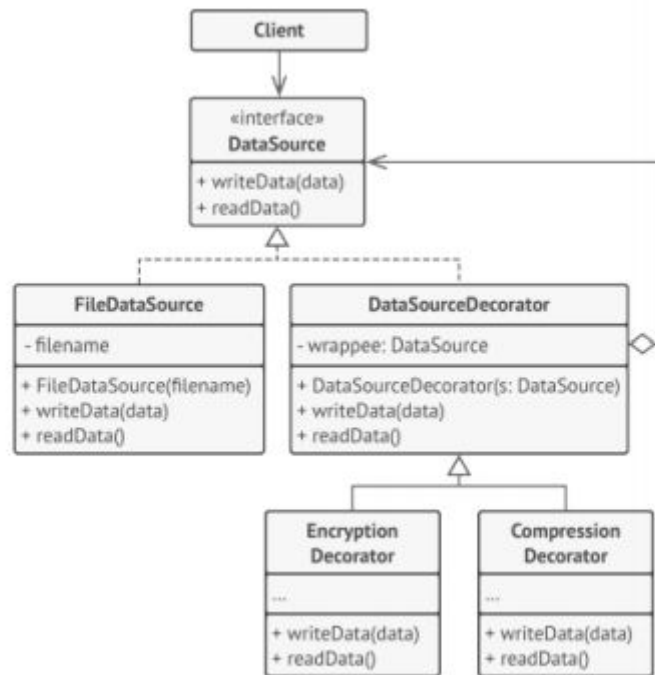 Client
«interface»
DataSource
+ writeData(data)
+ readData()
FileDataSource
- filename
+ FileDataSource(filename)
+ writeData(data)
+ readData()
DataSourceDecorator
- wrappee: DataSource
+ DataSourceDecorator(s: DataSource)
+ writeData(data)
+ readData()
Encryption
Decorator
...
+ writeData(data)
+ readData()
Compression
Decorator
...
+ writeData(data)
+ readData()